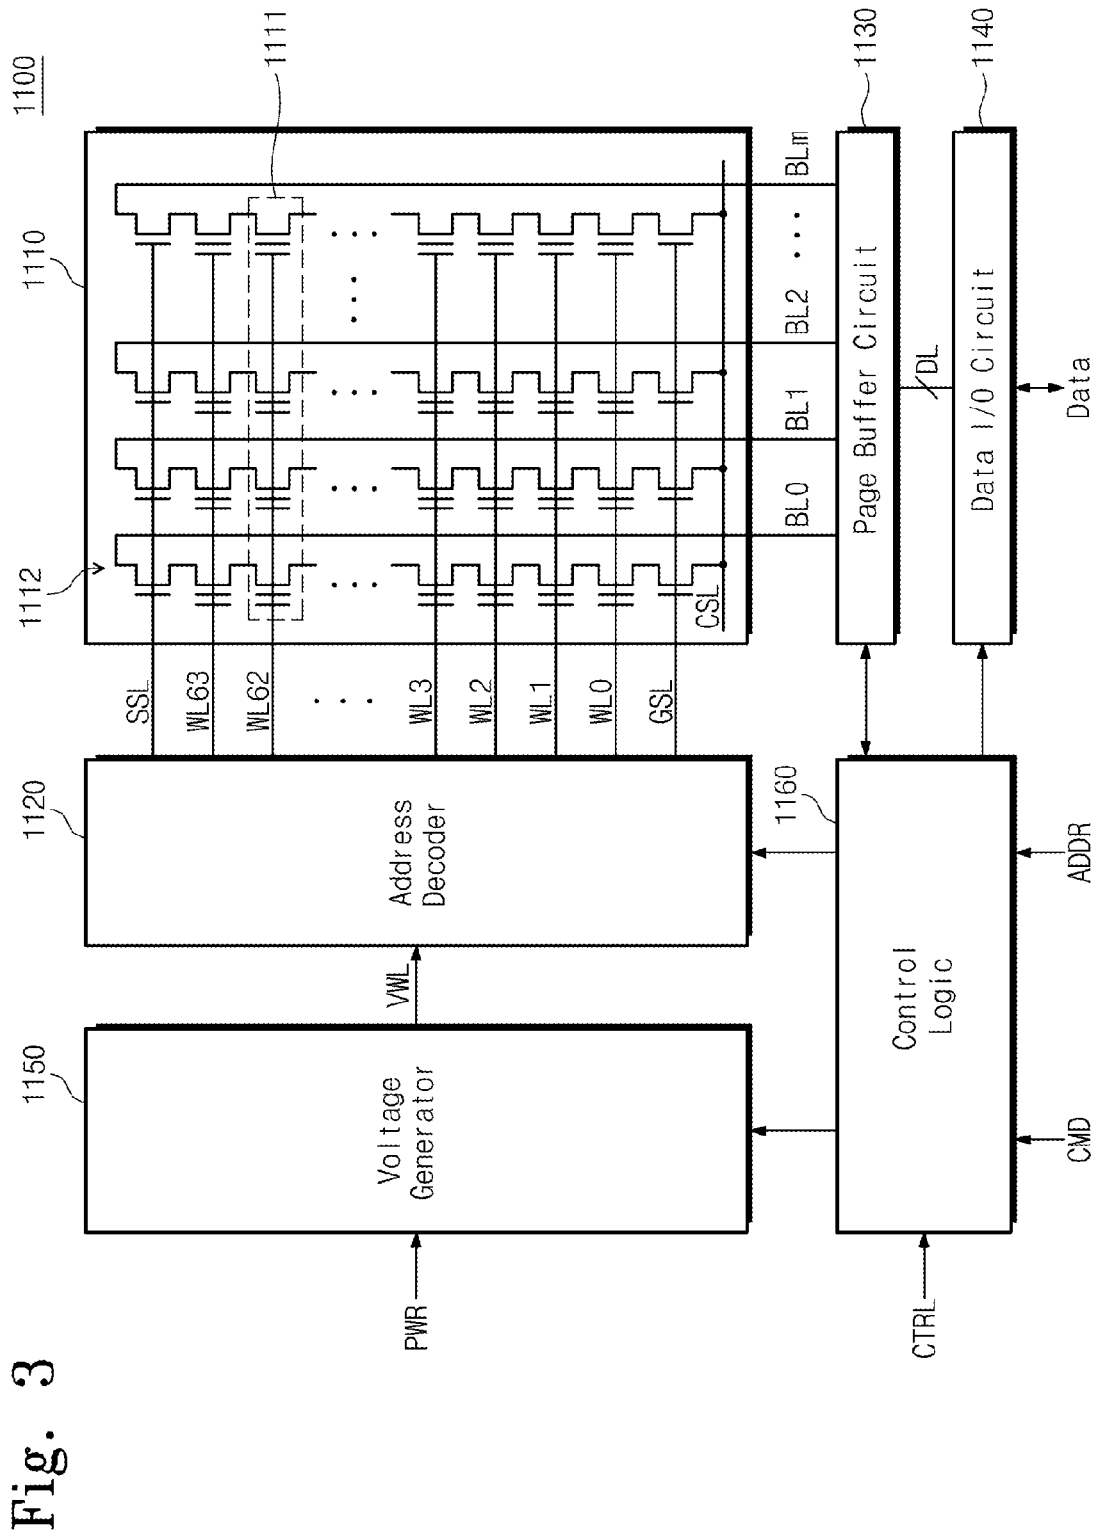 Fig. 3
1100
1150
1120
1112
1110
1111
PWR
Voltage
Generator
VWL
Address
Decoder
SSL
WL63
WL62
. . .
WL3
WL2
WL1
WL0
GSL
CSL
BL0
BL1
BL2
. . .
BLm
1160
CTRL
Control
Logic
CMD
ADDR
Page Buffer Circuit
1130
DL
Data I/O Circuit
1140
Data